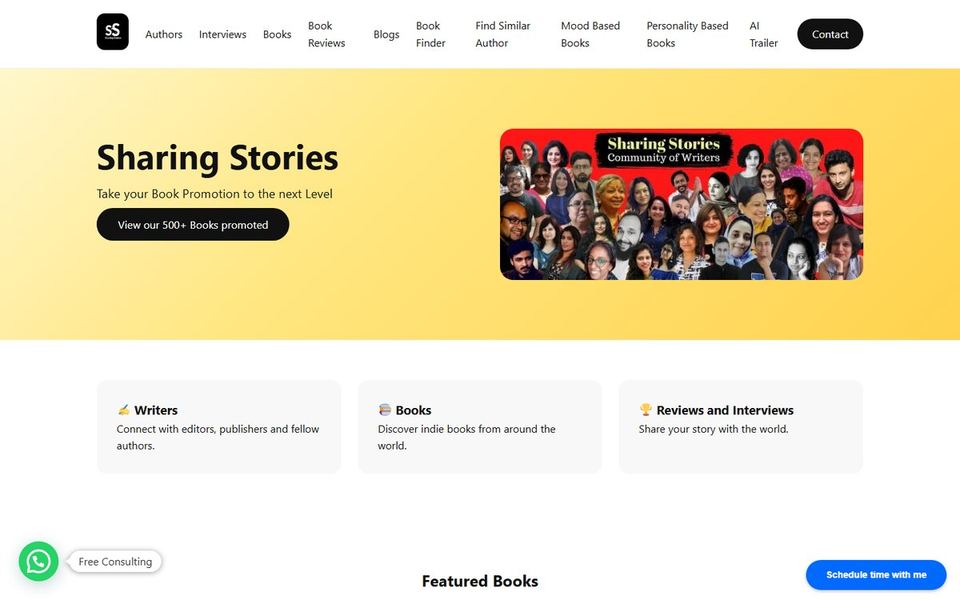 sS
Authors
Interviews
Books
Book
Reviews
Blogs
Book
Finder
Find Similar
Author
Mood Based
Books
Personality Based
Books
AI
Trailer
Contact
Sharing Stories
Take your Book Promotion to the next Level
View our 500+ Books promoted
Sharing Stories
Community of Writers
✍️ Writers
Connect with editors, publishers and fellow
authors.
📚 Books
Discover indie books from around the
world.
🏆 Reviews and Interviews
Share your story with the world.
Free Consulting
Featured Books
Schedule time with me